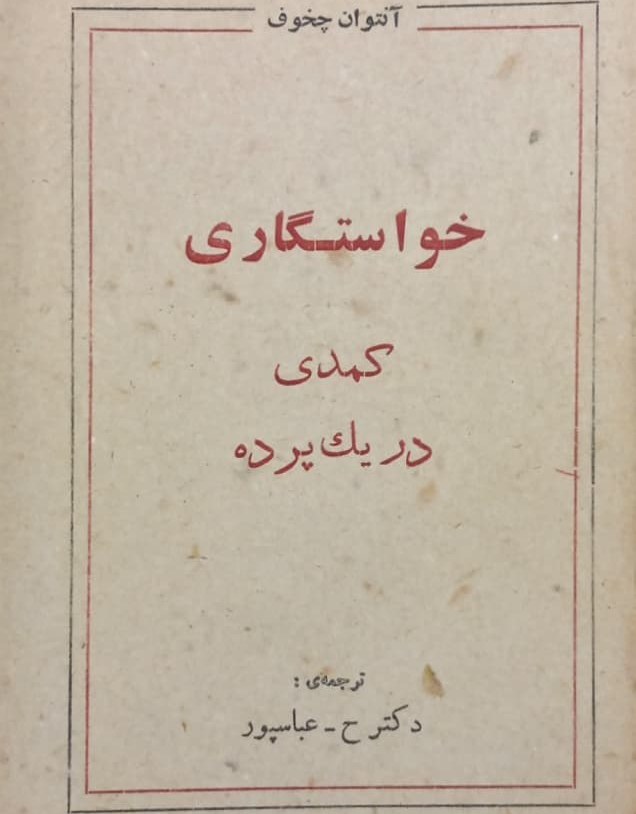 آنتوان چخوف
خواستگاری
کمدی
در یك پرده
ترجمه‌ی :
دکتر ح - عباسپور